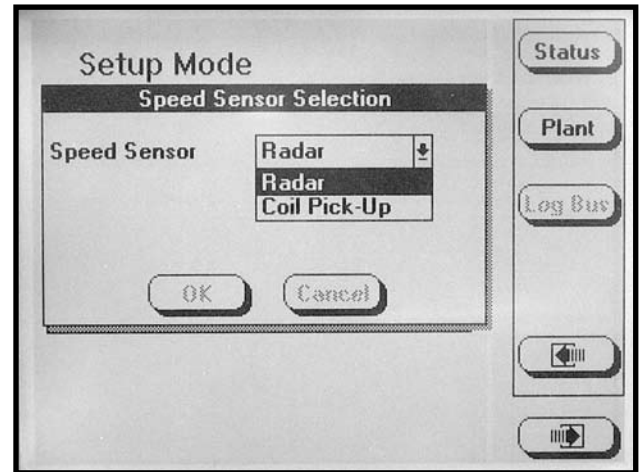 Setup Mode
Speed Sensor Selection
Speed Sensor
Radar
Radar
Coil Pick-Up
OK
Cancel
Status
Plant
Log Bus